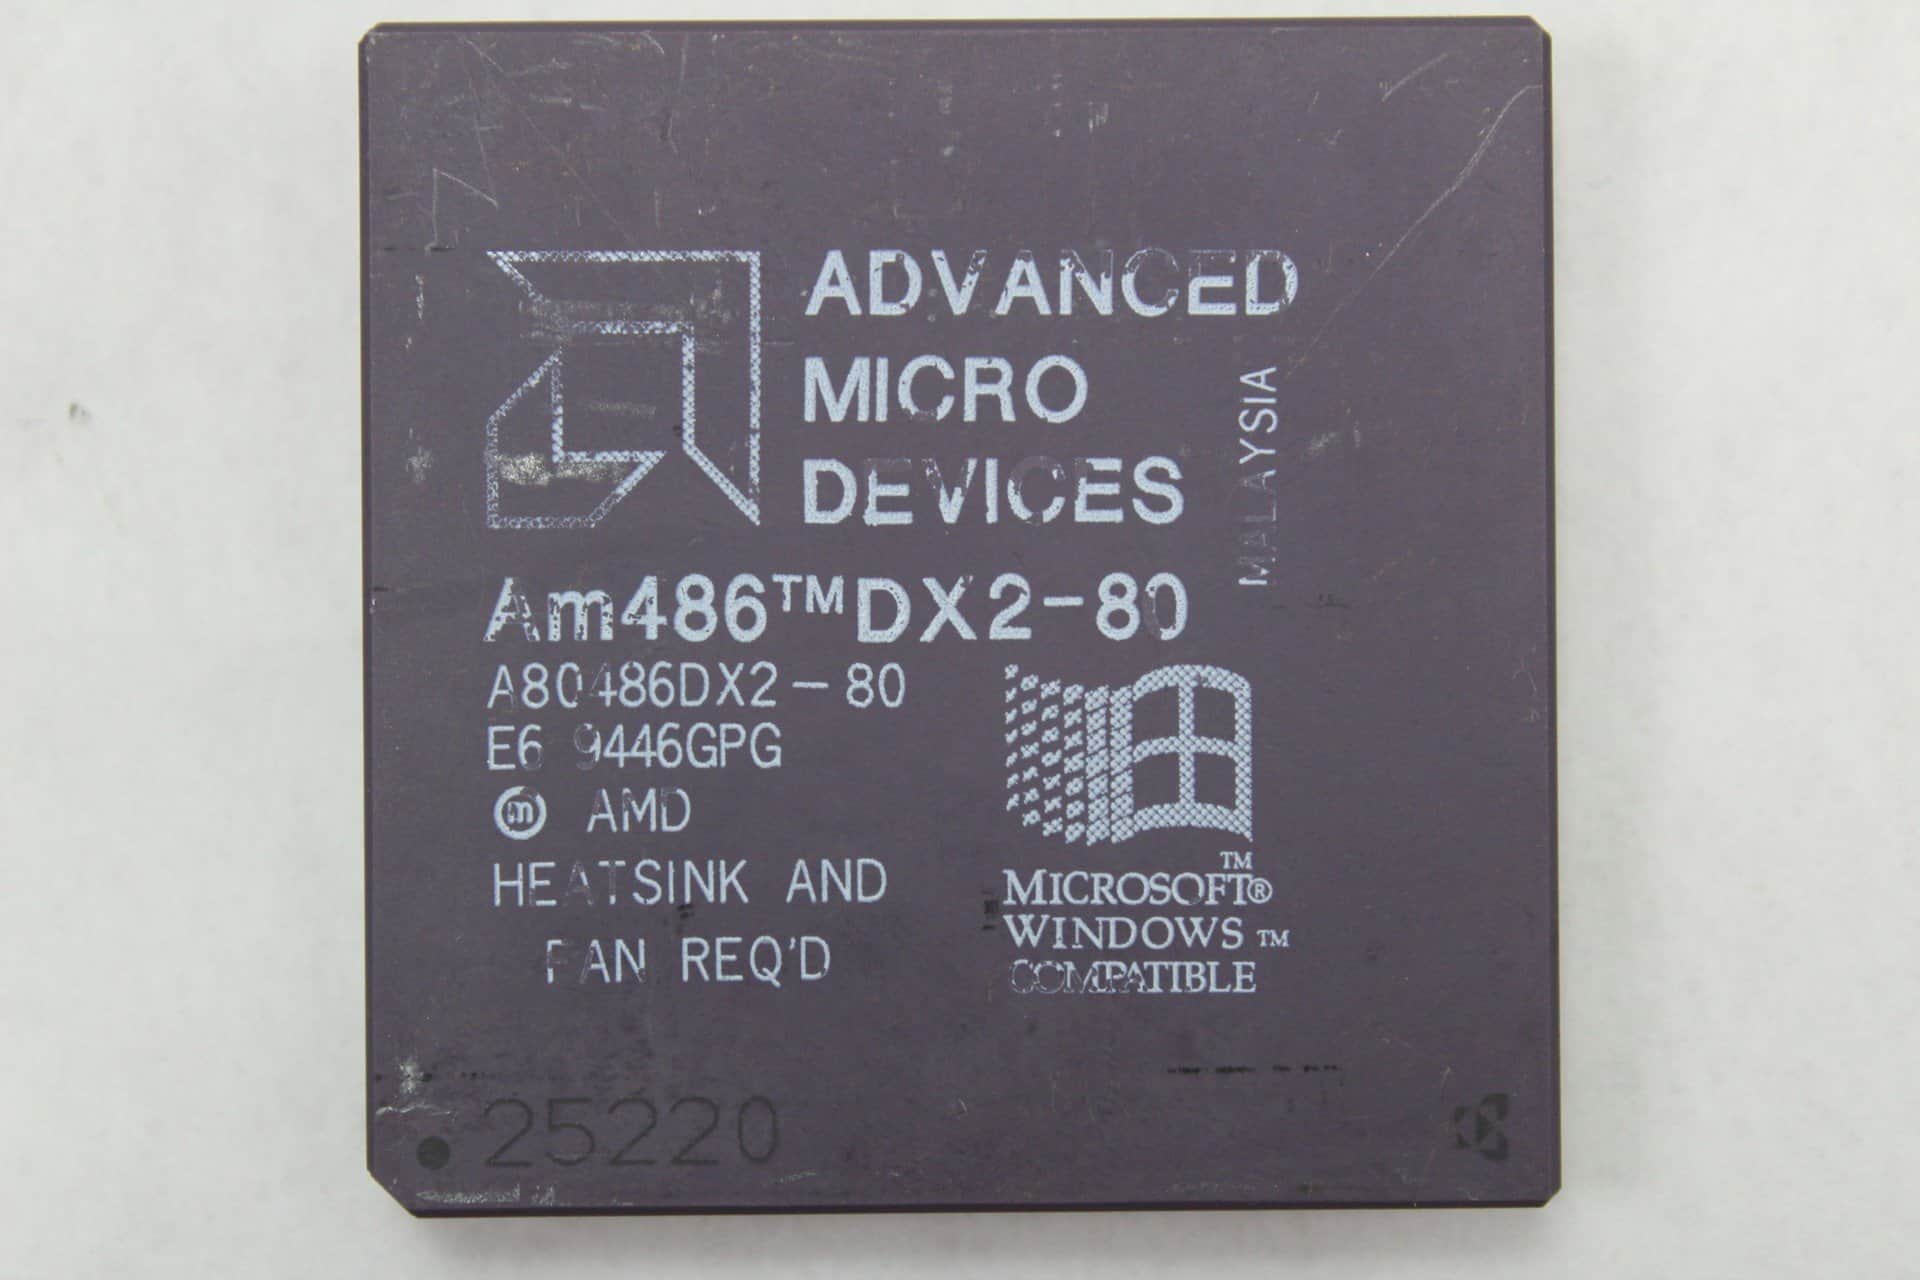 ADVANCED
MICRO
DEVICES
MALAYSIA
Am486™DX2-80
A80486DX2-80
E6 9446GPG
ⓜ AMD
HEATSINK AND
FAN REQ'D
™
MICROSOFT®
WINDOWS™
COMPATIBLE
25220